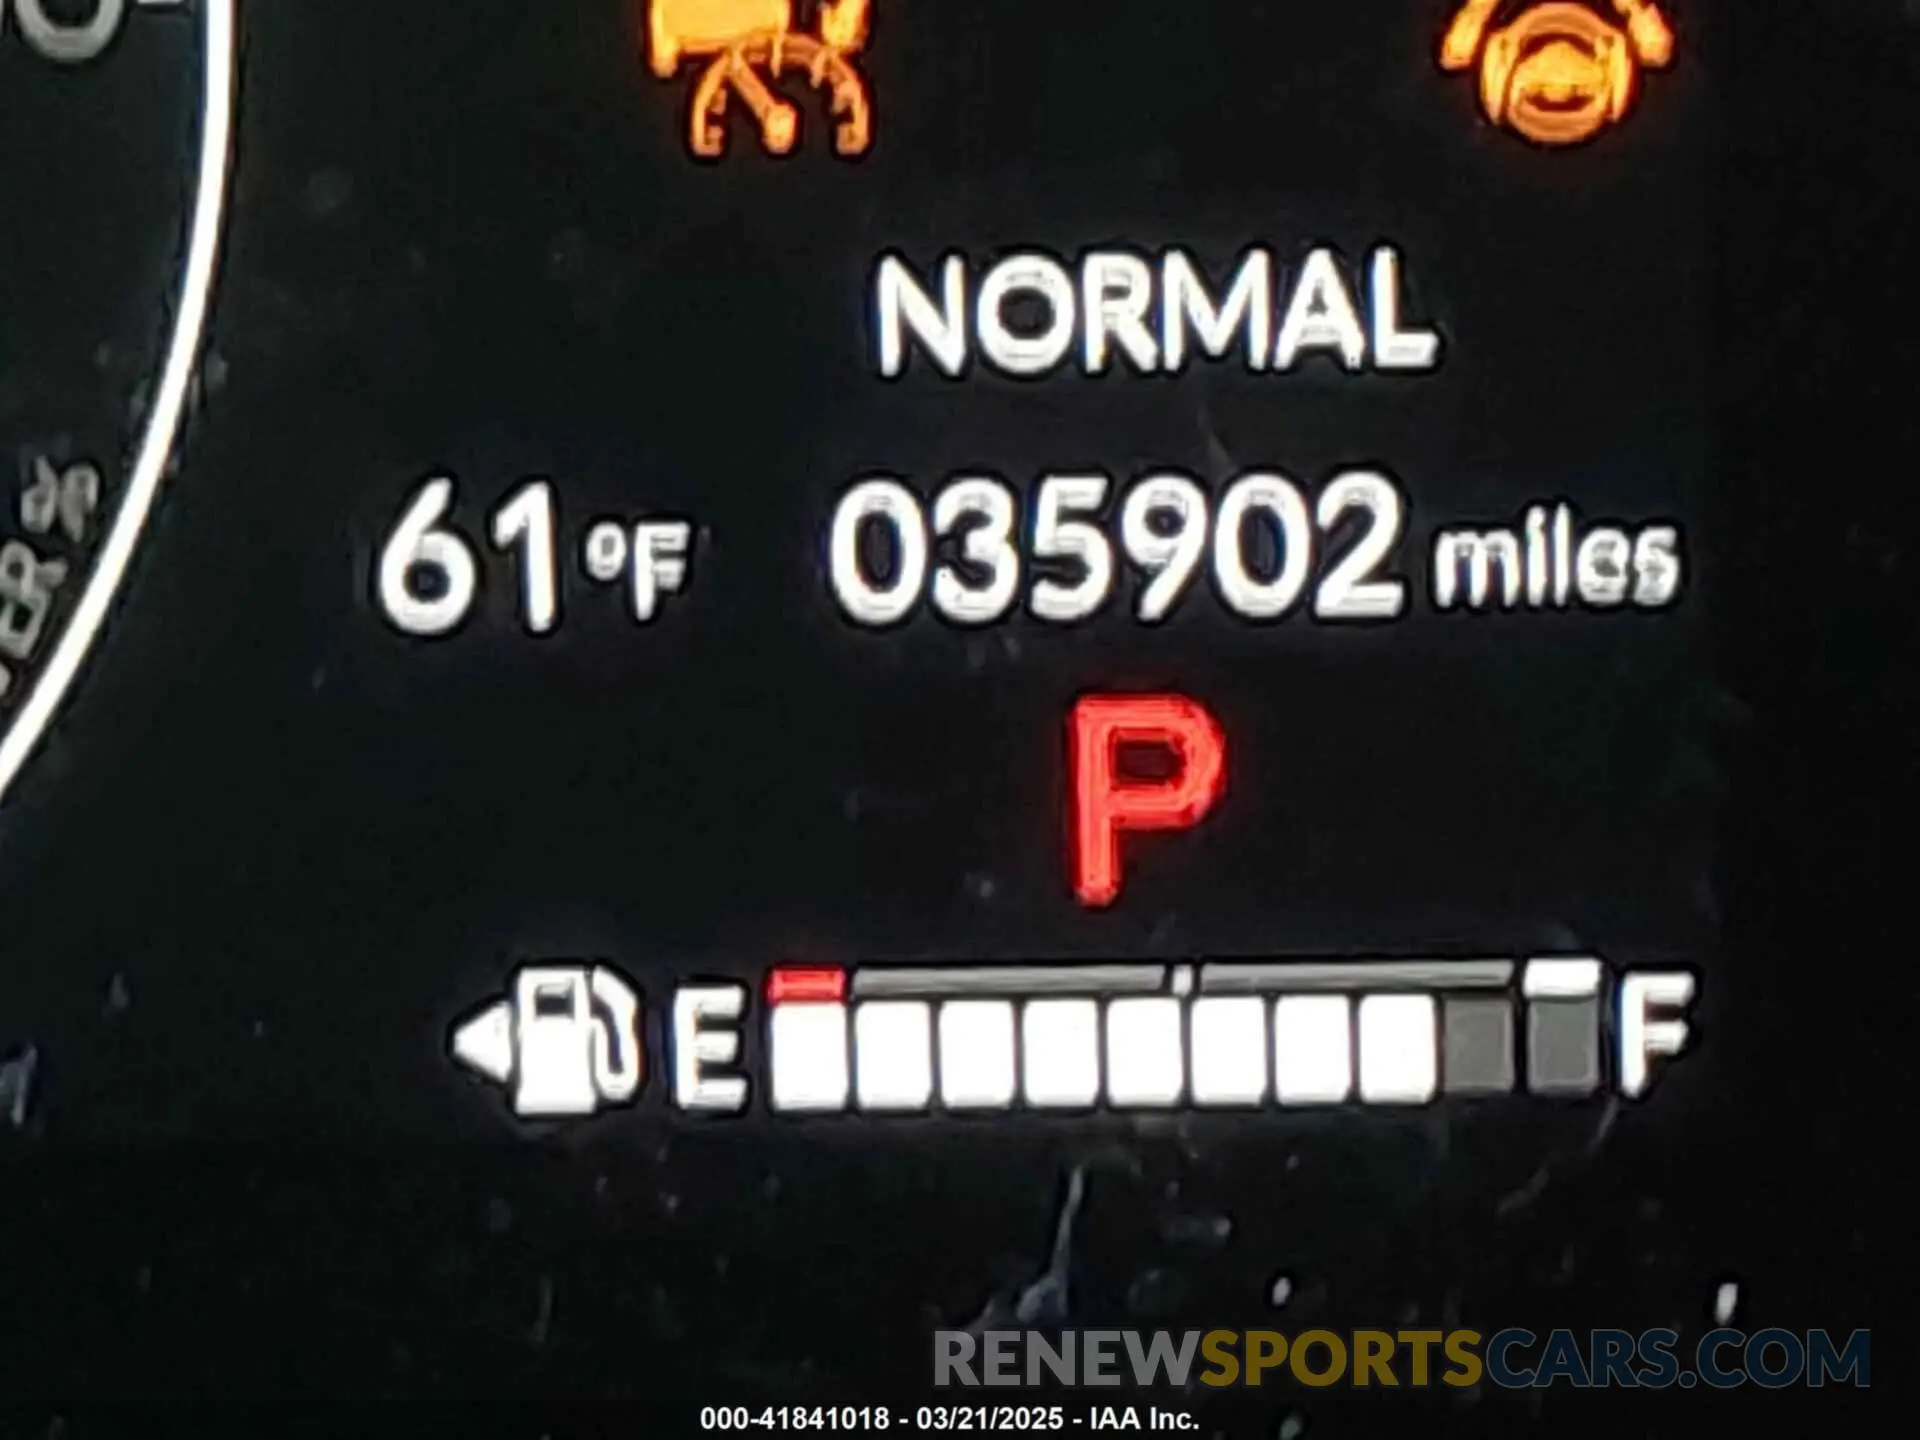 NORMAL
61 °F 035902 miles
P
E F
RENEWSPORTSCARS.COM
000-41841018 - 03/21/2025 - IAA Inc.